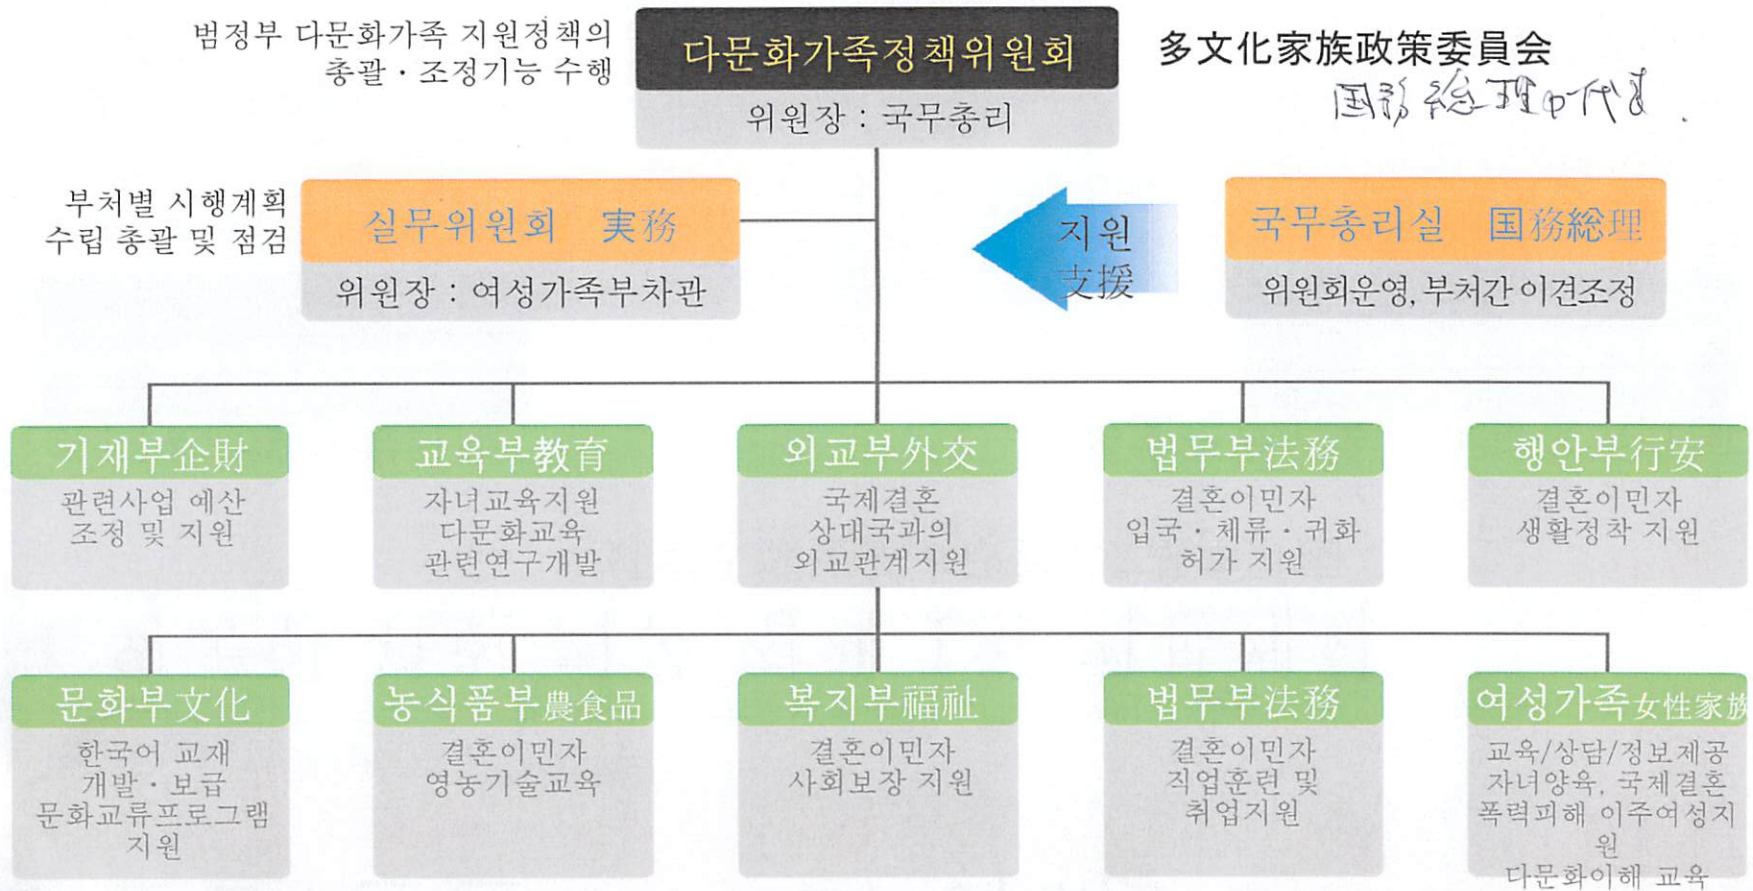 범정부 다문화가족 지원정책의
총괄 · 조정기능 수행
다문화가족정책위원회
위원장 : 국무총리
多文化家族政策委員会
国務総理が代表
부처별 시행계획
수립 총괄 및 점검
실무위원회 実務
위원장 : 여성가족부차관
지원
支援
국무총리실 国務総理
위원회운영, 부처간 이견조정
기재부企財
관련사업 예산
조정 및 지원
교육부教育
자녀교육지원
다문화교육
관련연구개발
외교부外交
국제결혼
상대국과의
외교관계지원
법무부法務
결혼이민자
입국 · 체류 · 귀화
허가 지원
행안부行安
결혼이민자
생활정착 지원
문화부文化
한국어 교재
개발 · 보급
문화교류프로그램
지원
농식품부農食品
결혼이민자
영농기술교육
복지부福祉
결혼이민자
사회보장 지원
법무부法務
결혼이민자
직업훈련 및
취업지원
여성가족女性家族
교육/상담/정보제공
자녀양육, 국제결혼
폭력피해 이주여성지
원
다문화이해 교육